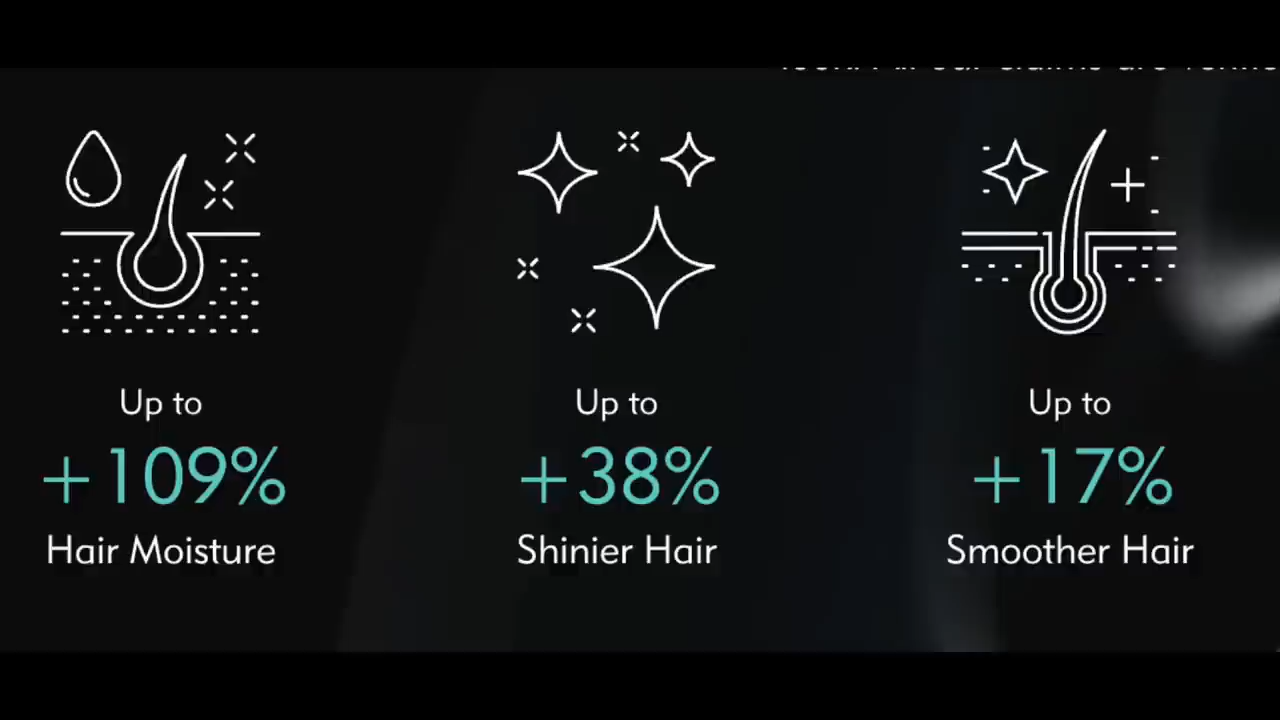 Up to
+109%
Hair Moisture
Up to
+38%
Shinier Hair
Up to
+17%
Smoother Hair